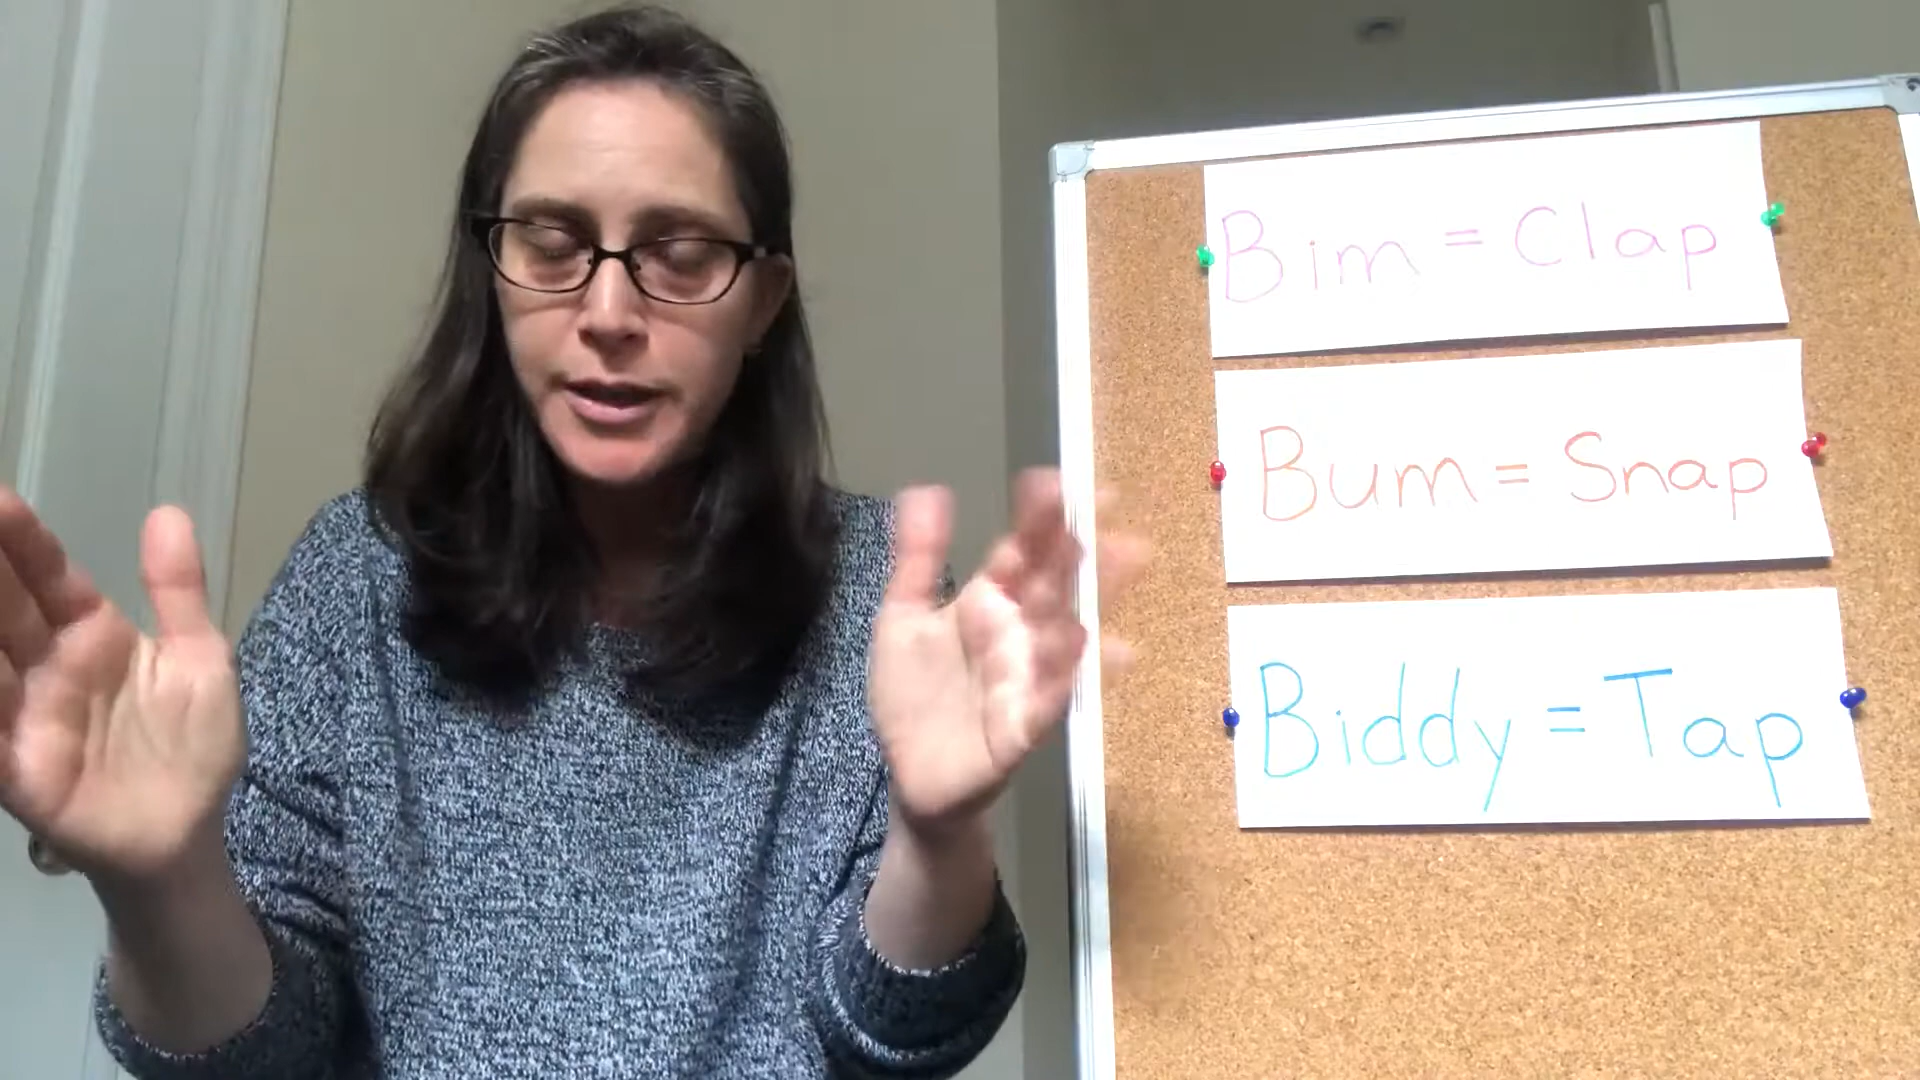 Bim = Clap
Bum = Snap
Biddy = Tap